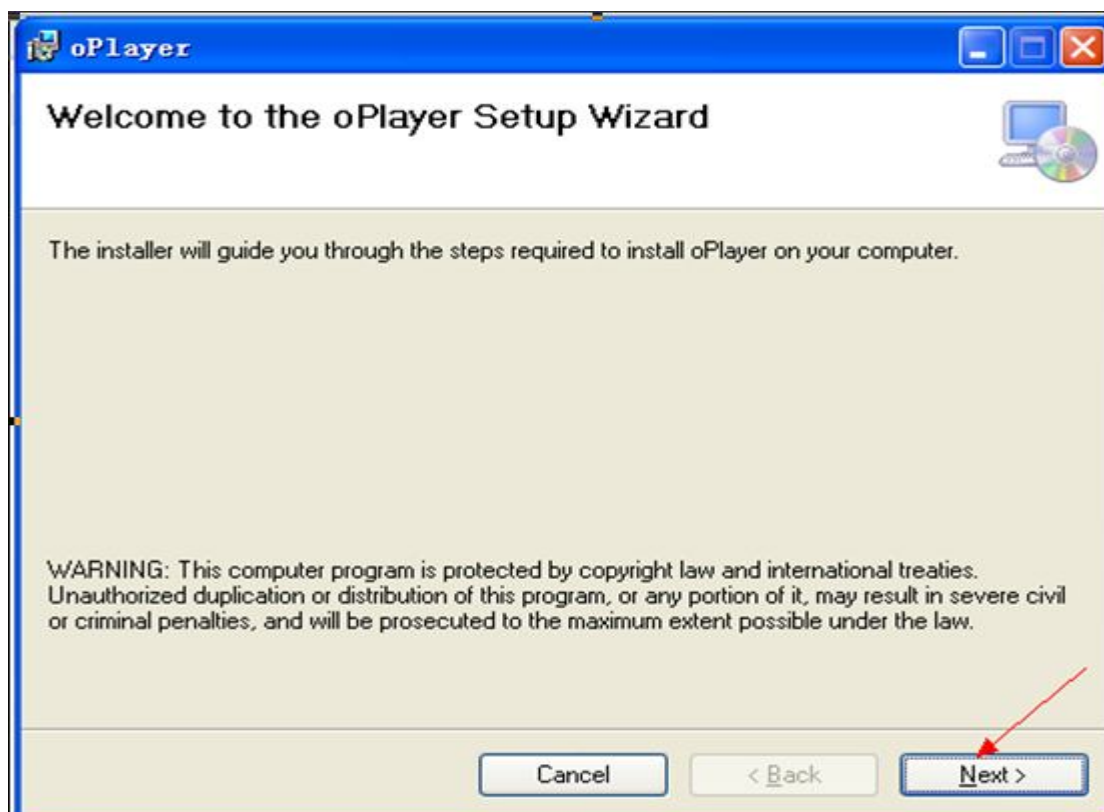 oPlayer
Welcome to the oPlayer Setup Wizard
The installer will guide you through the steps required to install oPlayer on your computer.
WARNING: This computer program is protected by copyright law and international treaties.
Unauthorized duplication or distribution of this program, or any portion of it, may result in severe civil
or criminal penalties, and will be prosecuted to the maximum extent possible under the law.
Cancel
< Back
Next >